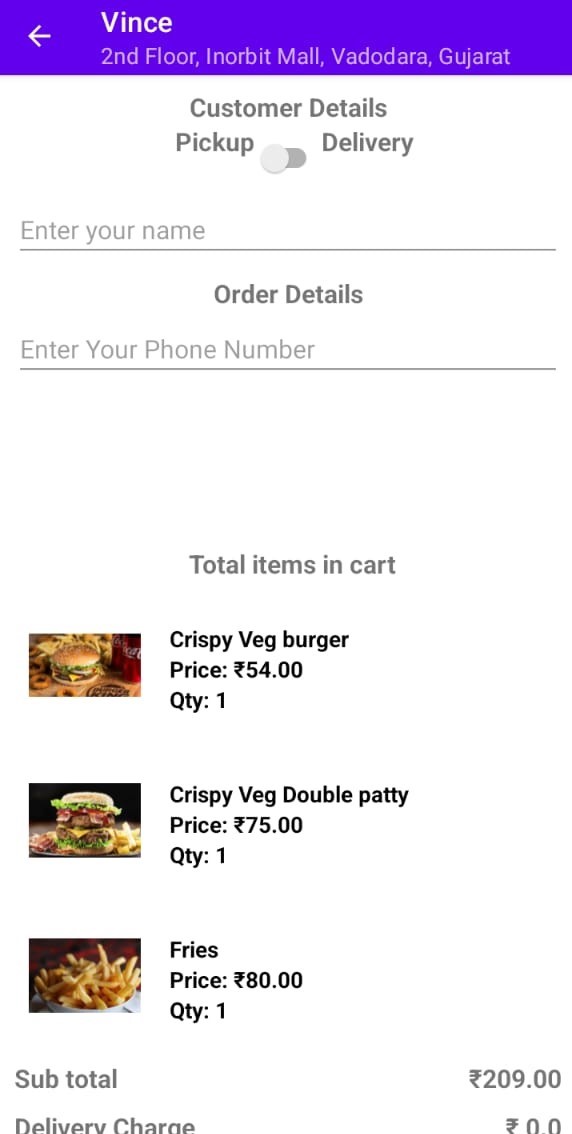 Vince
2nd Floor, Inorbit Mall, Vadodara, Gujarat
Customer Details
Pickup Delivery
Enter your name
Order Details
Enter Your Phone Number
Total items in cart
Crispy Veg burger
Price: ₹54.00
Qty: 1
Crispy Veg Double patty
Price: ₹75.00
Qty: 1
Fries
Price: ₹80.00
Qty: 1
Sub total ₹209.00
Delivery Charge ₹ 0.0